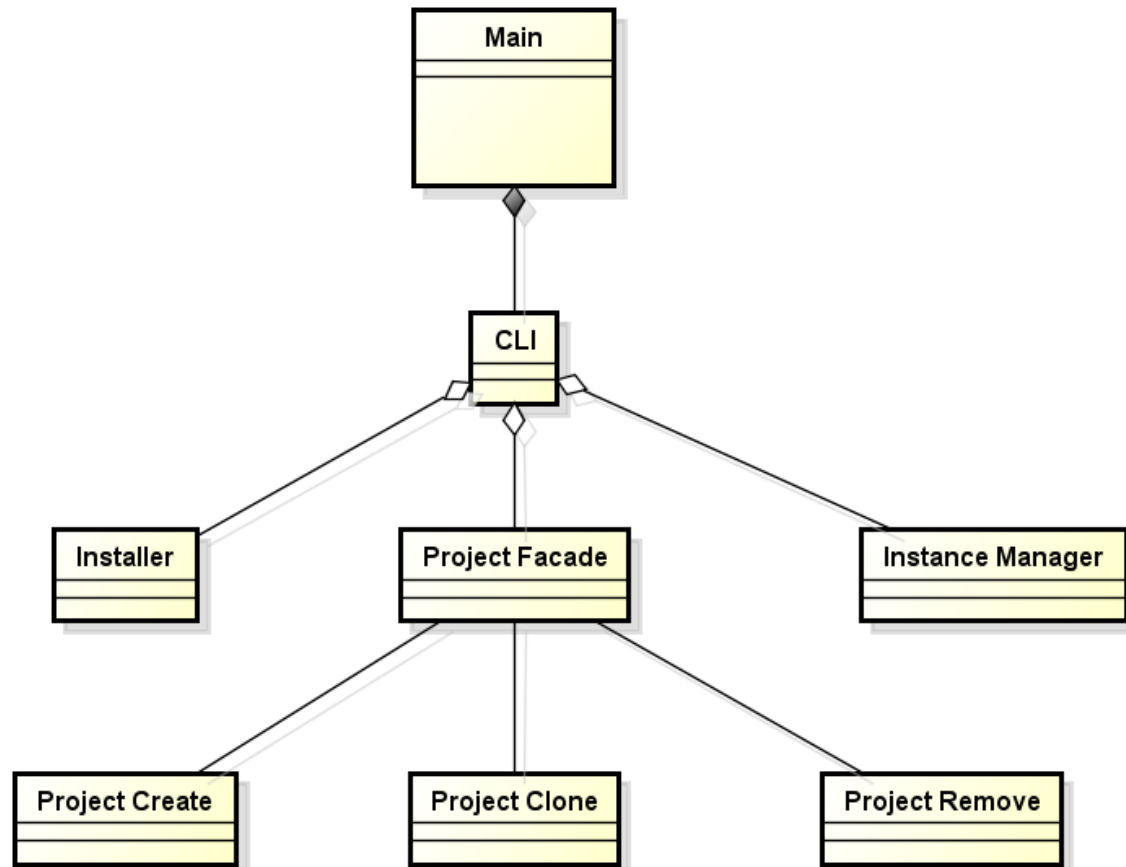 Main
CLI
Installer
Project Facade
Instance Manager
Project Create
Project Clone
Project Remove